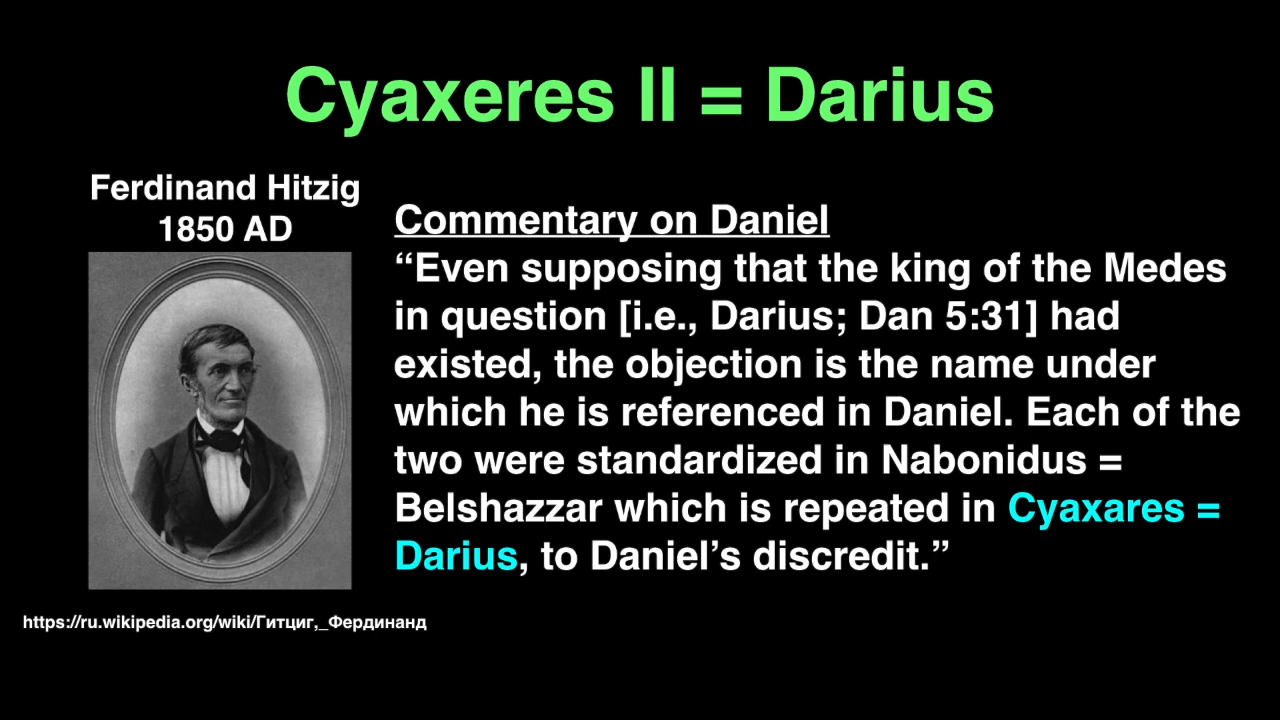 Cyaxeres II = Darius
Ferdinand Hitzig
1850 AD
Commentary on Daniel
“Even supposing that the king of the Medes
in question [i.e., Darius; Dan 5:31] had
existed, the objection is the name under
which he is referenced in Daniel. Each of the
two were standardized in Nabonidus =
Belshazzar which is repeated in Cyaxares =
Darius, to Daniel’s discredit.”
https://ru.wikipedia.org/wiki/Гитциг,_Фердинанд